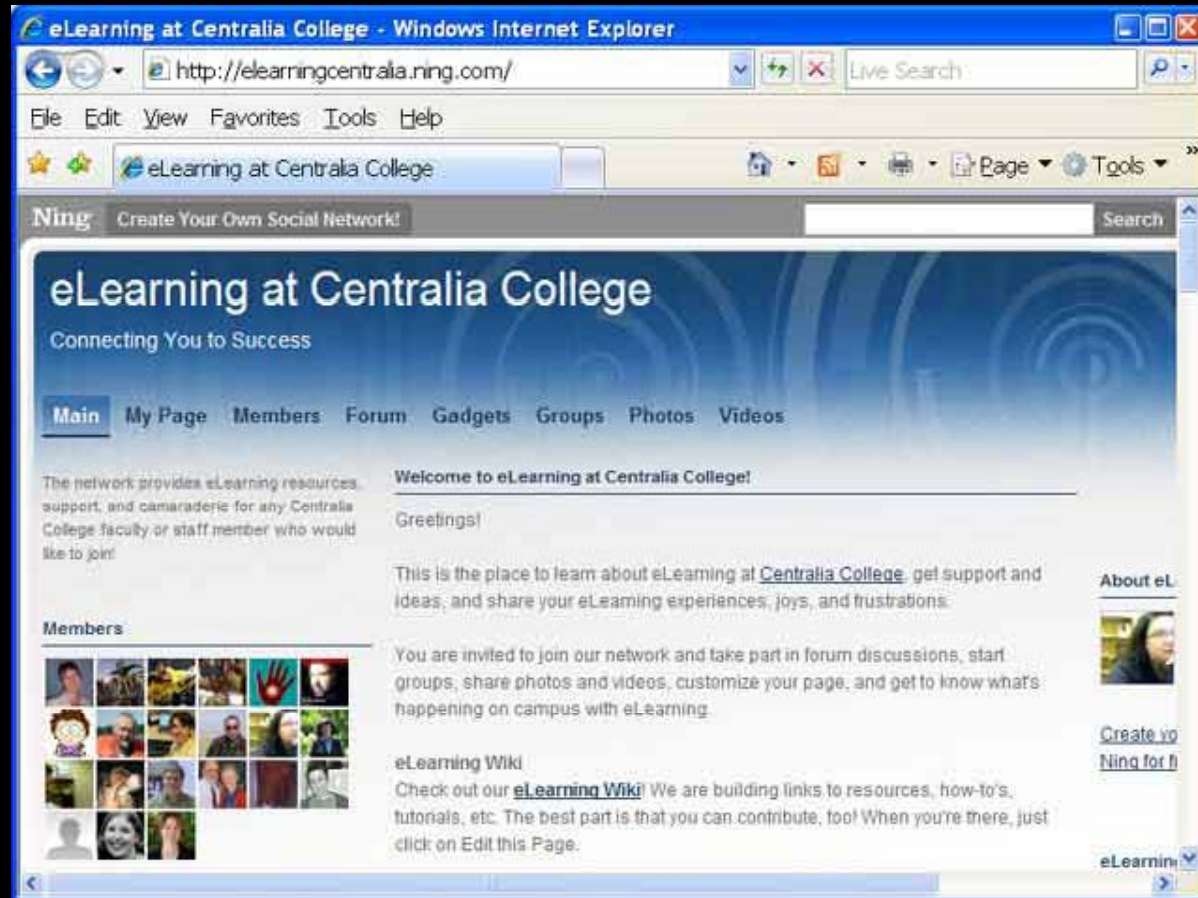 eLearning at Centralia College - Windows Internet Explorer
http://elearningcentralia.ning.com/
Live Search
File Edit View Favorites Tools Help
eLearning at Centralia College
Page Tools
Ning Create Your Own Social Network! Search
eLearning at Centralia College
Connecting You to Success
Main My Page Members Forum Gadgets Groups Photos Videos
The network provides eLearning resources,
support, and camaraderie for any Centralia
College faculty or staff member who would
like to join!
Members
Welcome to eLearning at Centralia College!
Greetings!
This is the place to learn about eLearning at Centralia College, get support and
ideas, and share your eLearning experiences, joys, and frustrations.
You are invited to join our network and take part in forum discussions, start
groups, share photos and videos, customize your page, and get to know what's
happening on campus with eLearning.
eLearning Wiki
Check out our eLearning Wiki! We are building links to resources, how-to's,
tutorials, etc. The best part is that you can contribute, too! When you're there, just
click on Edit this Page.
About eL
Create yo
Ning for f
eLearnin